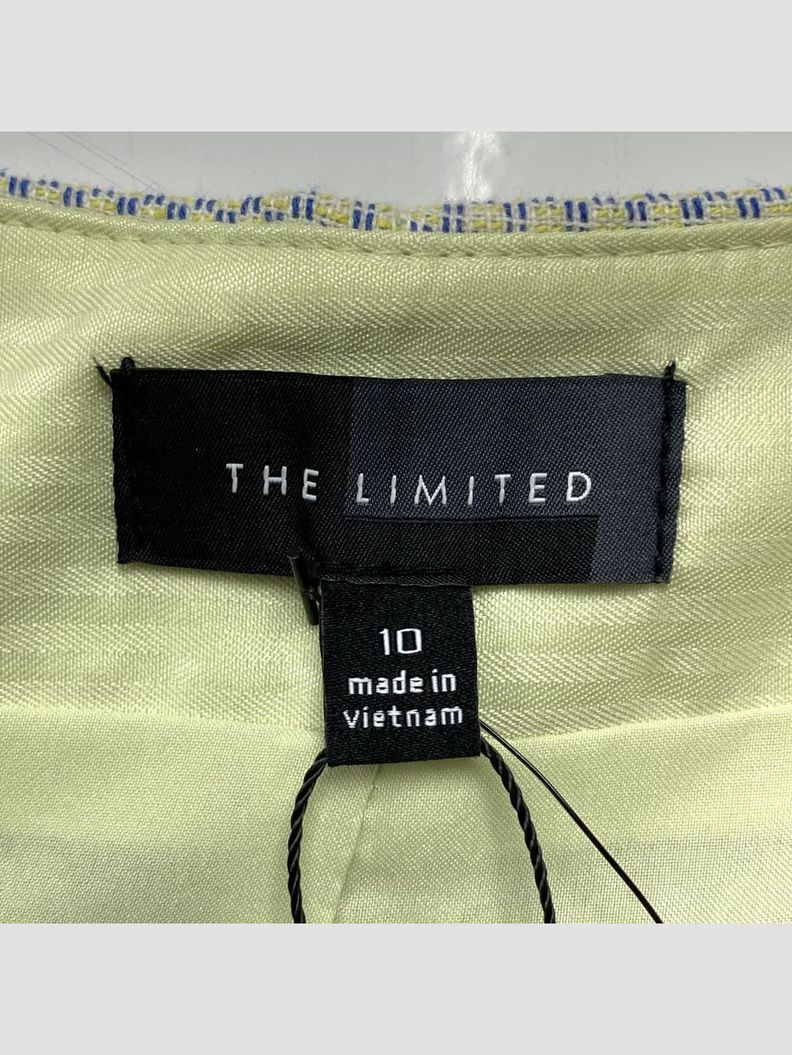 THE LIMITED
10
made in
vietnam